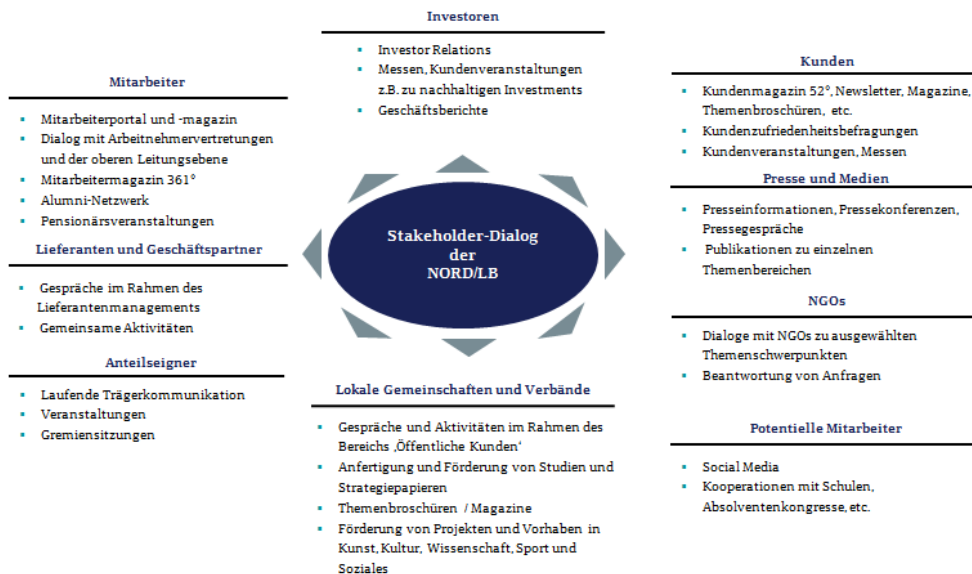 Investoren
Investor Relations
Messen, Kundenveranstaltungen
z.B. zu nachhaltigen Investments
Geschäftsberichte
Mitarbeiter
Mitarbeiterportal und -magazin
Dialog mit Arbeitnehmervertretungen
und der oberen Leitungsebene
Mitarbeitermagazin 361°
Alumni-Netzwerk
Pensionärsveranstaltungen
Lieferanten und Geschäftspartner
Gespräche im Rahmen des
Lieferantenmanagements
Gemeinsame Aktivitäten
Anteilseigner
Laufende Trägerkommunikation
Veranstaltungen
Gremiensitzungen
Stakeholder-Dialog
der
NORD/LB
Lokale Gemeinschaften und Verbände
Gespräche und Aktivitäten im Rahmen des
Bereichs ‚Öffentliche Kunden‘
Anfertigung und Förderung von Studien und
Strategiepapieren
Themenbroschüren / Magazine
Förderung von Projekten und Vorhaben in
Kunst, Kultur, Wissenschaft, Sport und
Soziales
Kunden
Kundenmagazin 52°, Newsletter, Magazine,
Themenbroschüren, etc.
Kundenzufriedenheitsbefragungen
Kundenveranstaltungen, Messen
Presse und Medien
Presseinformationen, Pressekonferenzen,
Pressegespräche
Publikationen zu einzelnen
Themenbereichen
NGOs
Dialoge mit NGOs zu ausgewählten
Themenschwerpunkten
Beantwortung von Anfragen
Potentielle Mitarbeiter
Social Media
Kooperationen mit Schulen,
Absolventenkongresse, etc.